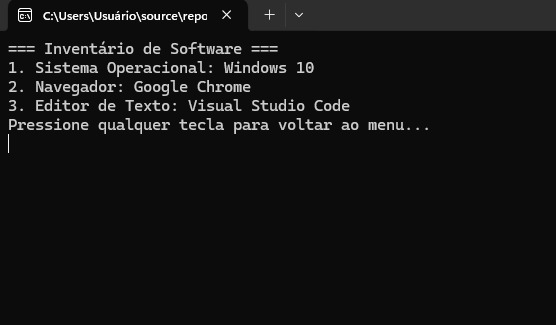 C:\Users\Usuário\source\repo
=== Inventário de Software ===
1. Sistema Operacional: Windows 10
2. Navegador: Google Chrome
3. Editor de Texto: Visual Studio Code
Pressione qualquer tecla para voltar ao menu...